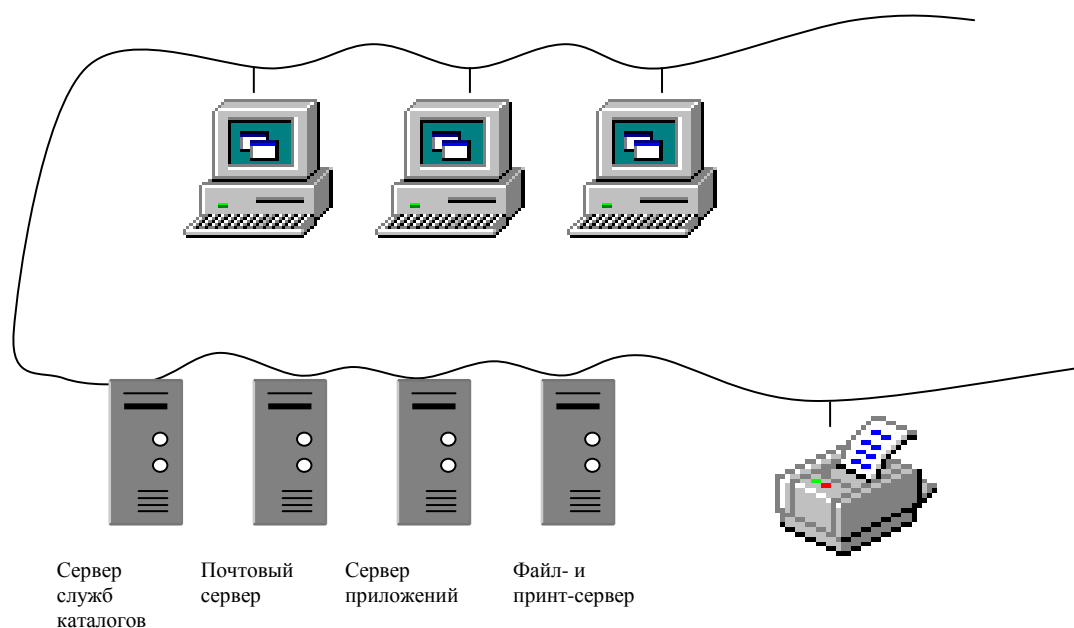 Сервер
служб
каталогов
Почтовый
сервер
Сервер
приложений
Файл- и
принт-сервер